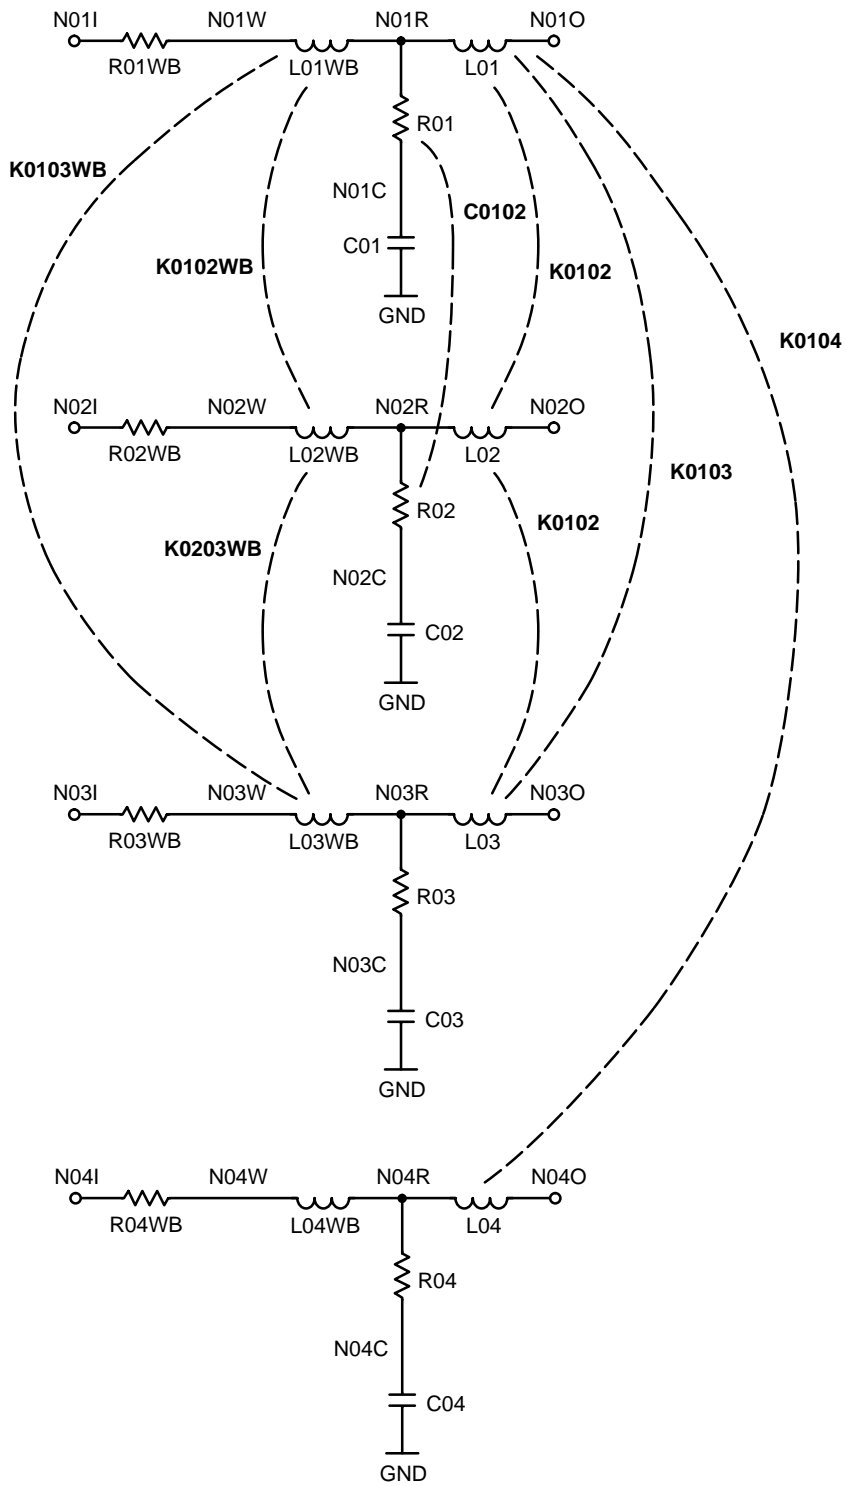 N01I N01W N01R N01O
R01WB L01WB L01
R01
K0103WB
N01C
C0102
C01
K0102WB
K0102
GND
K0104
N02I N02W N02R N02O
R02WB L02WB L02
K0103
R02
K0203WB
K0102
N02C
C02
GND
N03I N03W N03R N03O
R03WB L03WB L03
R03
N03C
C03
GND
N04I N04W N04R N04O
R04WB L04WB L04
R04
N04C
C04
GND